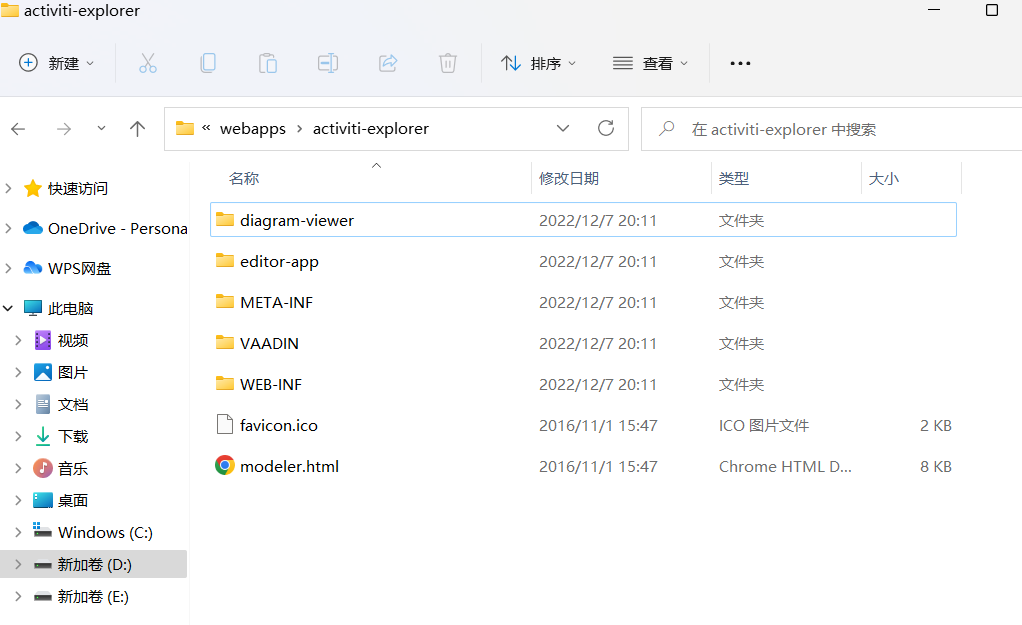 activiti-explorer
新建 排序 查看
« webapps › activiti-explorer 在 activiti-explorer 中搜索
名称 修改日期 类型 大小
快速访问
OneDrive - Persona
WPS网盘
此电脑
视频
图片
文档
下载
音乐
桌面
Windows (C:)
新加卷 (D:)
新加卷 (E:)
diagram-viewer 2022/12/7 20:11 文件夹
editor-app 2022/12/7 20:11 文件夹
META-INF 2022/12/7 20:11 文件夹
VAADIN 2022/12/7 20:11 文件夹
WEB-INF 2022/12/7 20:11 文件夹
favicon.ico 2016/11/1 15:47 ICO 图片文件 2 KB
modeler.html 2016/11/1 15:47 Chrome HTML D... 8 KB